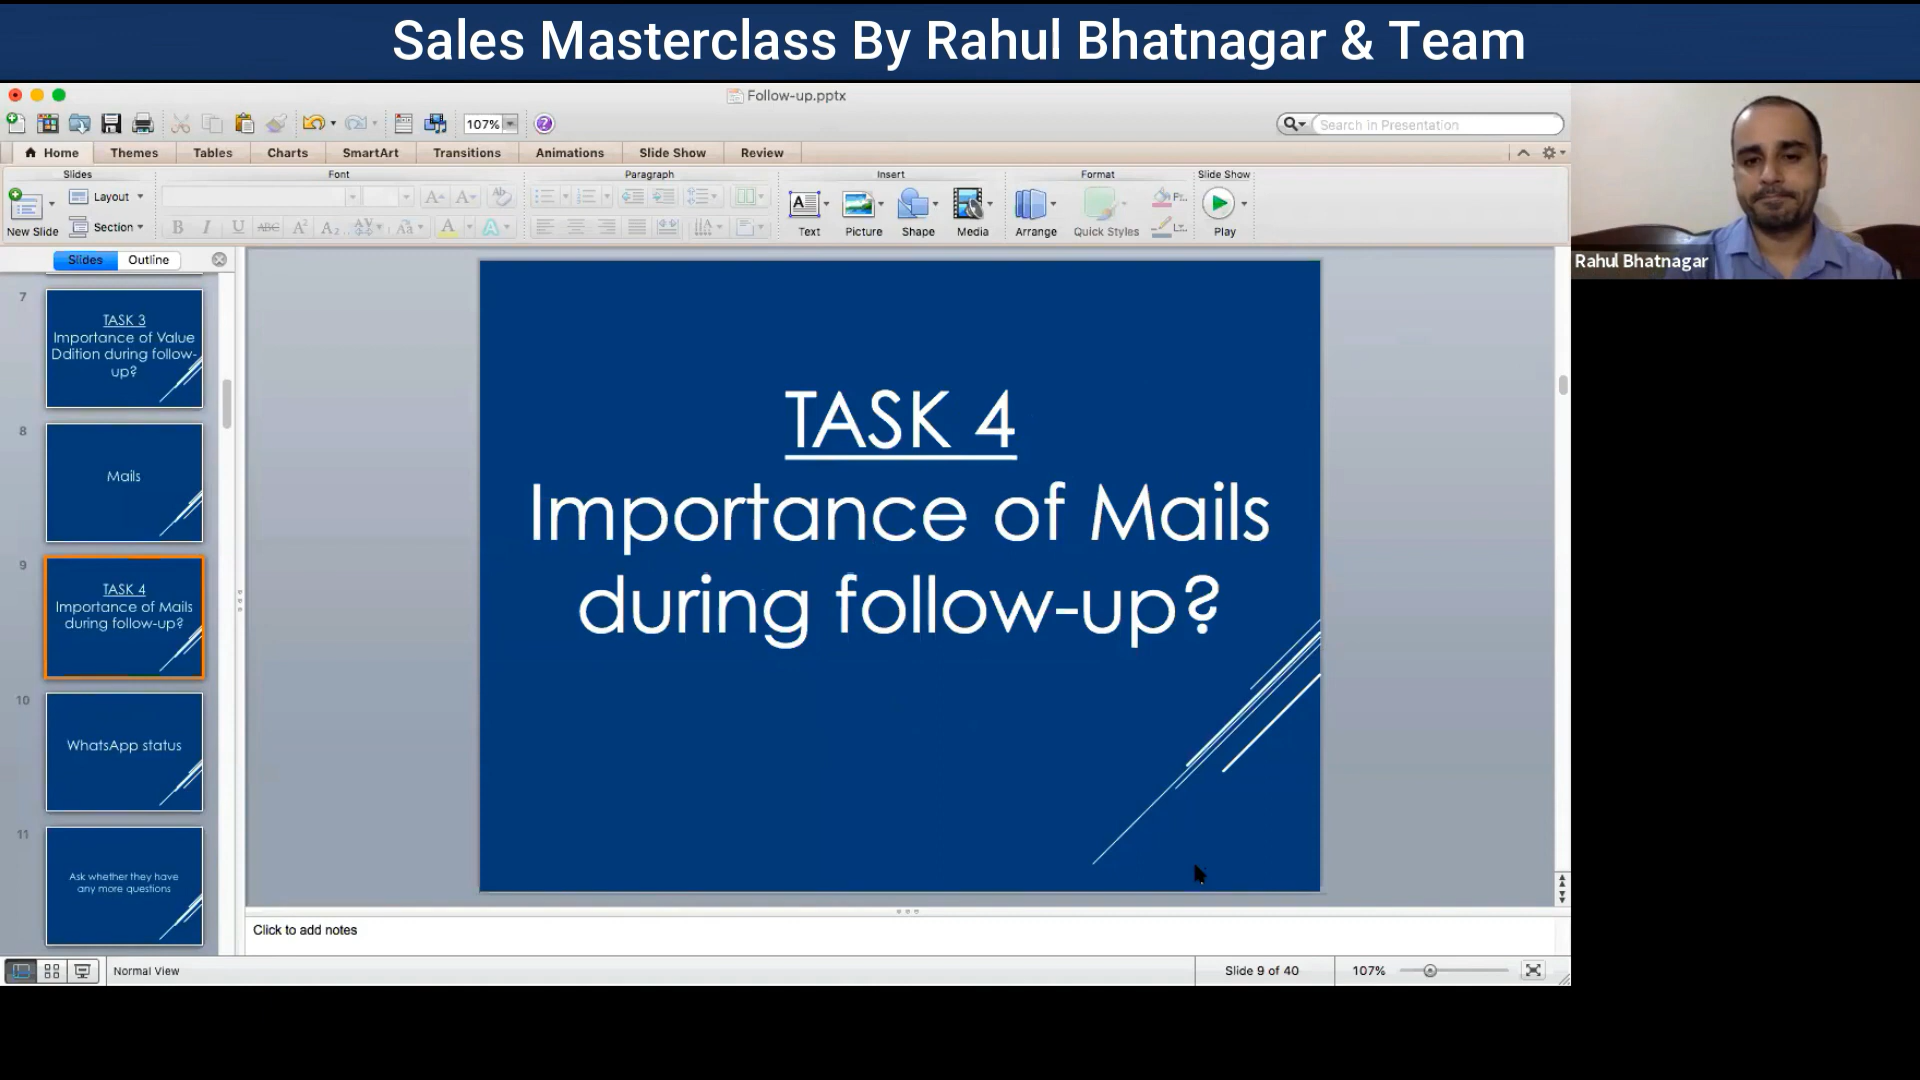 Sales Masterclass By Rahul Bhatnagar & Team
Follow-up.pptx
107%
Search in Presentation
Home Themes Tables Charts SmartArt Transitions Animations Slide Show Review
Slides Font Paragraph Insert Format Slide Show
New Slide
Layout
Section
Text Picture Shape Media Arrange Quick Styles Play
Slides Outline
7
TASK 3
Importance of Value
Ddition during follow-
up?
8
Mails
9
TASK 4
Importance of Mails
during follow-up?
10
WhatsApp status
11
Ask whether they have
any more questions
TASK 4
Importance of Mails
during follow-up?
Click to add notes
Normal View
Slide 9 of 40
107%
Rahul Bhatnagar